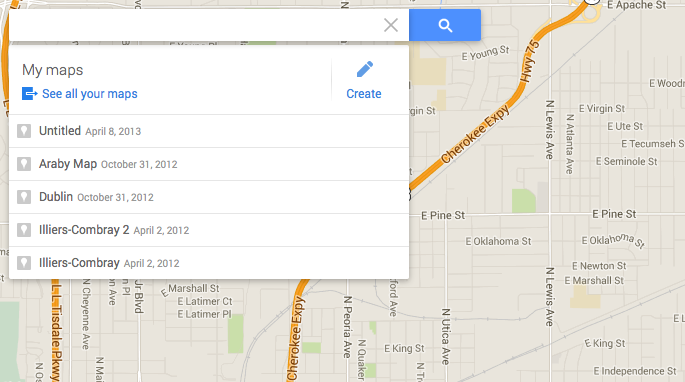 My maps
See all your maps
Create
Untitled April 8, 2013
Araby Map October 31, 2012
Dublin October 31, 2012
Illiers-Combray 2 April 2, 2012
Illiers-Combray April 2, 2012
E Apache St
E Young St
Hwy 75
E Woodrow
E Virgin St
E Virgin St
N Lewis Ave
N Atlanta Ave
E Ute St
Cherokee Expy
E Tecumseh St
E Seminole St
E Pine St
E Pine St
E Oklahoma St
E Oklahoma St
E Newton St
E Marshall St
N Lewis Ave
E Marshall St
E Latimer Ct
E Latimer Pl
L L Tisdale Pkwy
N Cheyenne Ave
Jr Blvd
Cherokee Expy
N Peoria Ave
N Quaker
ford Ave
N Utica Ave
E King St
E King St
E Independence St